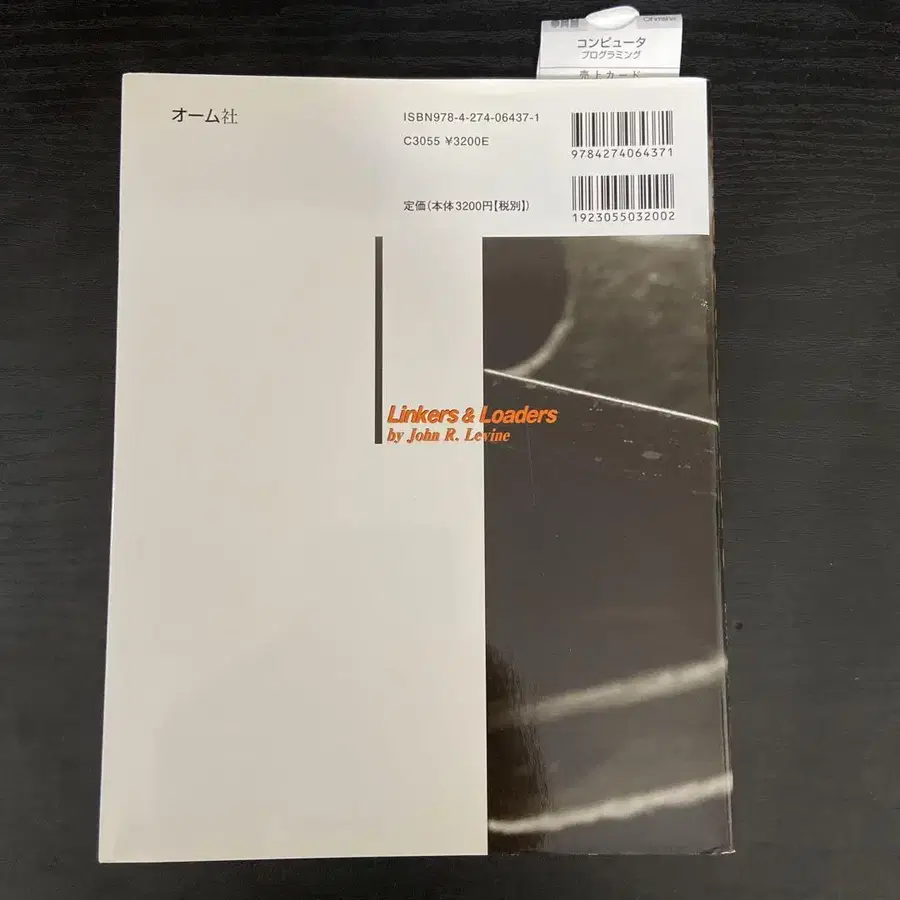 コンピュータ
プログラミング
売上カード
オーム社
ISBN978-4-274-06437-1
C3055 ¥3200E
定価(本体3200円【税別】)
9784274064371
1923055032002
Linkers & Loaders
by John R. Levine